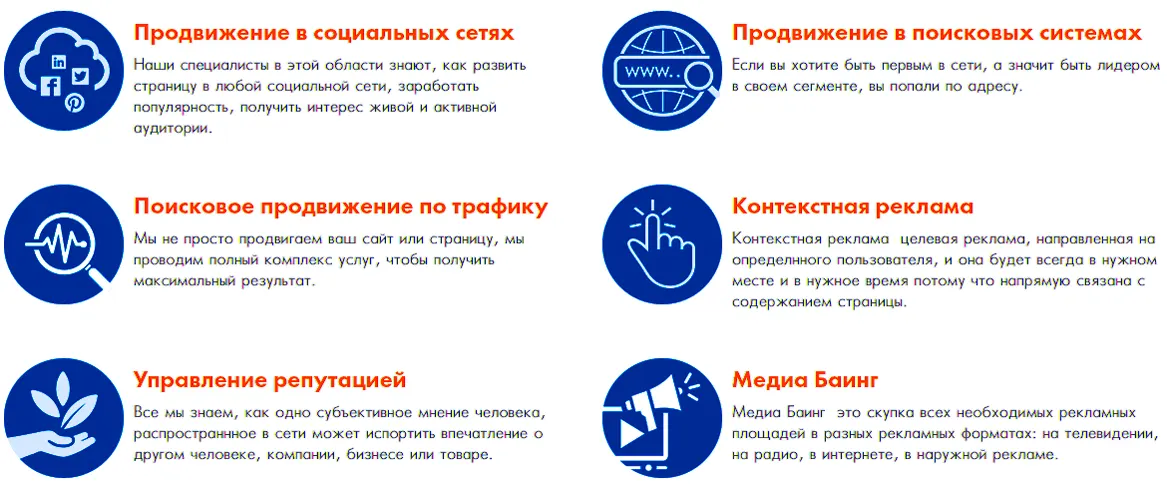 Продвижение в социальных сетях
Наши специалисты в этой области знают, как развить
страницу в любой социальной сети, заработать
популярность, получить интерес живой и активной
аудитории.
Продвижение в поисковых системах
www..
Если вы хотите быть первым в сети, а значит быть лидером
в своем сегменте, вы попали по адресу.
Поисковое продвижение по трафику
Мы не просто продвигаем ваш сайт или страницу, мы
проводим полный комплекс услуг, чтобы получить
максимальный результат.
Контекстная реклама
Контекстная реклама целевая реклама, направленная на
определнного пользователя, и она будет всегда в нужном
месте и в нужное время потому что напрямую связана с
содержанием страницы.
Управление репутацией
Все мы знаем, как одно субъективное мнение человека,
распространное в сети может испортить впечатление о
другом человеке, компании, бизнесе или товаре.
Медиа Баинг
Медиа Баинг это скупка всех необходимых рекламных
площадей в разных рекламных форматах: на телевидении,
на радио, в интернете, в наружной рекламе.